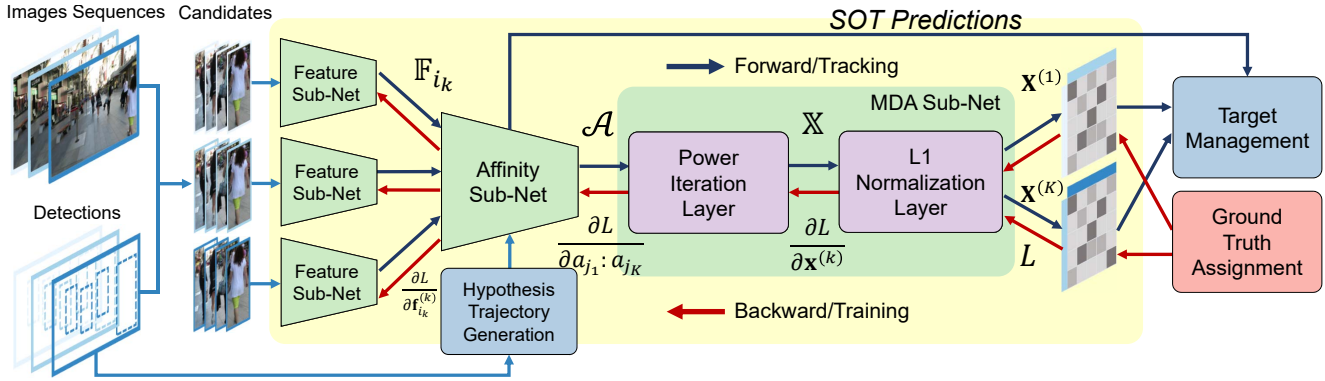 Images Sequences
Candidates
SOT Predictions
Feature
Sub-Net
𝔽_{i_k}
Forward/Tracking
MDA Sub-Net
X^{(1)}
Target
Management
Feature
Sub-Net
Affinity
Sub-Net
𝒜
Power
Iteration
Layer
𝕏
L1
Normalization
Layer
X^{(K)}
Detections
Feature
Sub-Net
∂L
∂f_{i_k}^{(k)}
∂L
∂a_{j_1}: a_{j_K}
∂L
∂x^{(k)}
L
Ground
Truth
Assignment
Hypothesis
Trajectory
Generation
Backward/Training